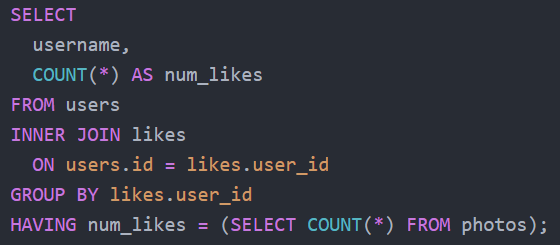 SELECT
  username,
  COUNT(*) AS num_likes
FROM users
INNER JOIN likes
  ON users.id = likes.user_id
GROUP BY likes.user_id
HAVING num_likes = (SELECT COUNT(*) FROM photos);